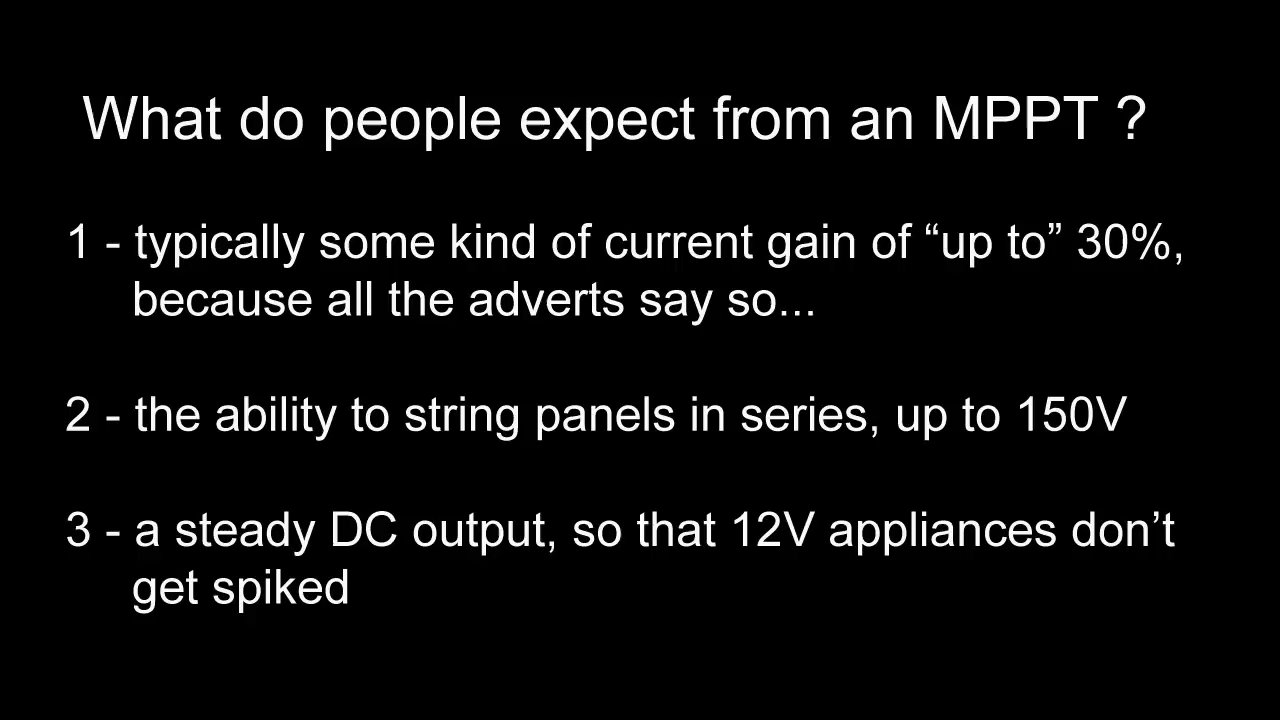 What do people expect from an MPPT ?
1 - typically some kind of current gain of “up to” 30%,
because all the adverts say so...
2 - the ability to string panels in series, up to 150V
3 - a steady DC output, so that 12V appliances don’t
get spiked